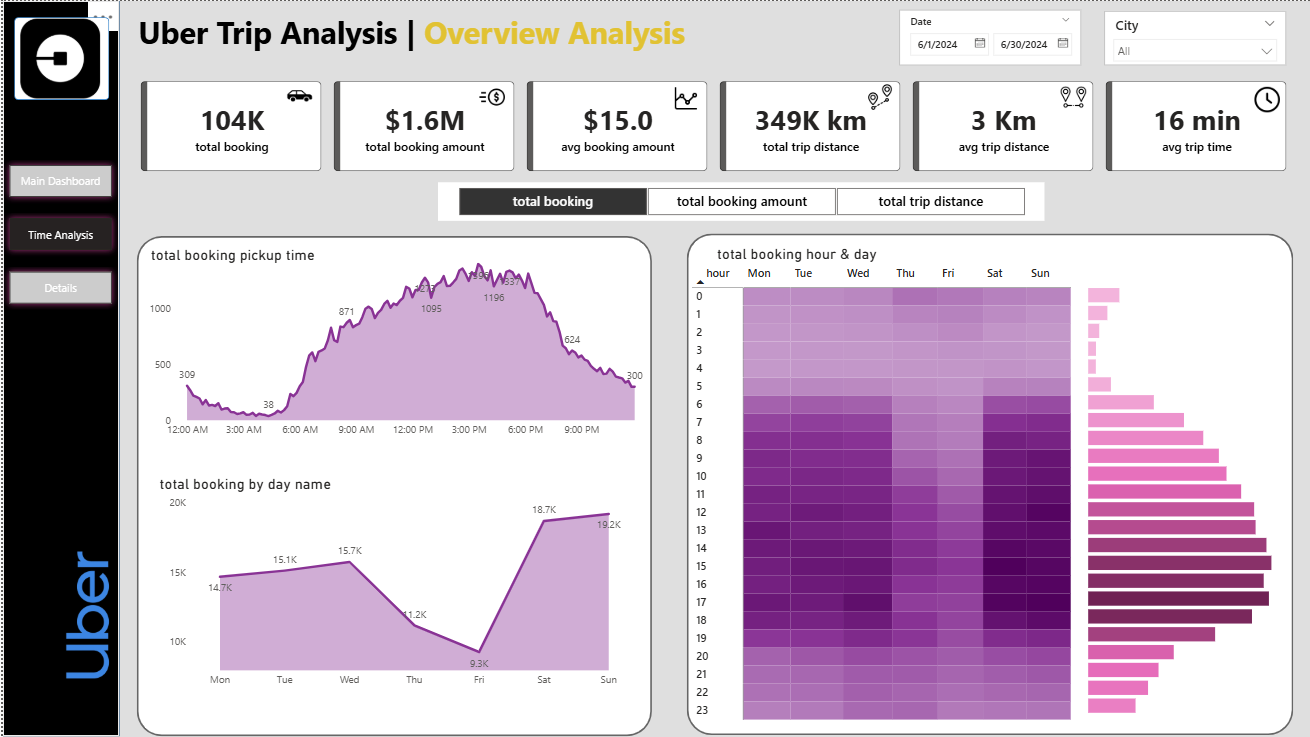 Uber Trip Analysis | Overview Analysis
Date
6/1/2024 6/30/2024
City
All
104K
total booking
$1.6M
total booking amount
$15.0
avg booking amount
349K km
total trip distance
3 Km
avg trip distance
16 min
avg trip time
Main Dashboard
Time Analysis
Details
Uber
total booking total booking amount total trip distance
total booking pickup time
1000
500
0
309
38
871
1095
1196
624
300
12:00 AM 3:00 AM 6:00 AM 9:00 AM 12:00 PM 3:00 PM 6:00 PM 9:00 PM
total booking by day name
20K
15K
10K
14.7K
15.1K
15.7K
11.2K
9.3K
18.7K
19.2K
Mon Tue Wed Thu Fri Sat Sun
total booking hour & day
hour Mon Tue Wed Thu Fri Sat Sun
0
1
2
3
4
5
6
7
8
9
10
11
12
13
14
15
16
17
18
19
20
21
22
23